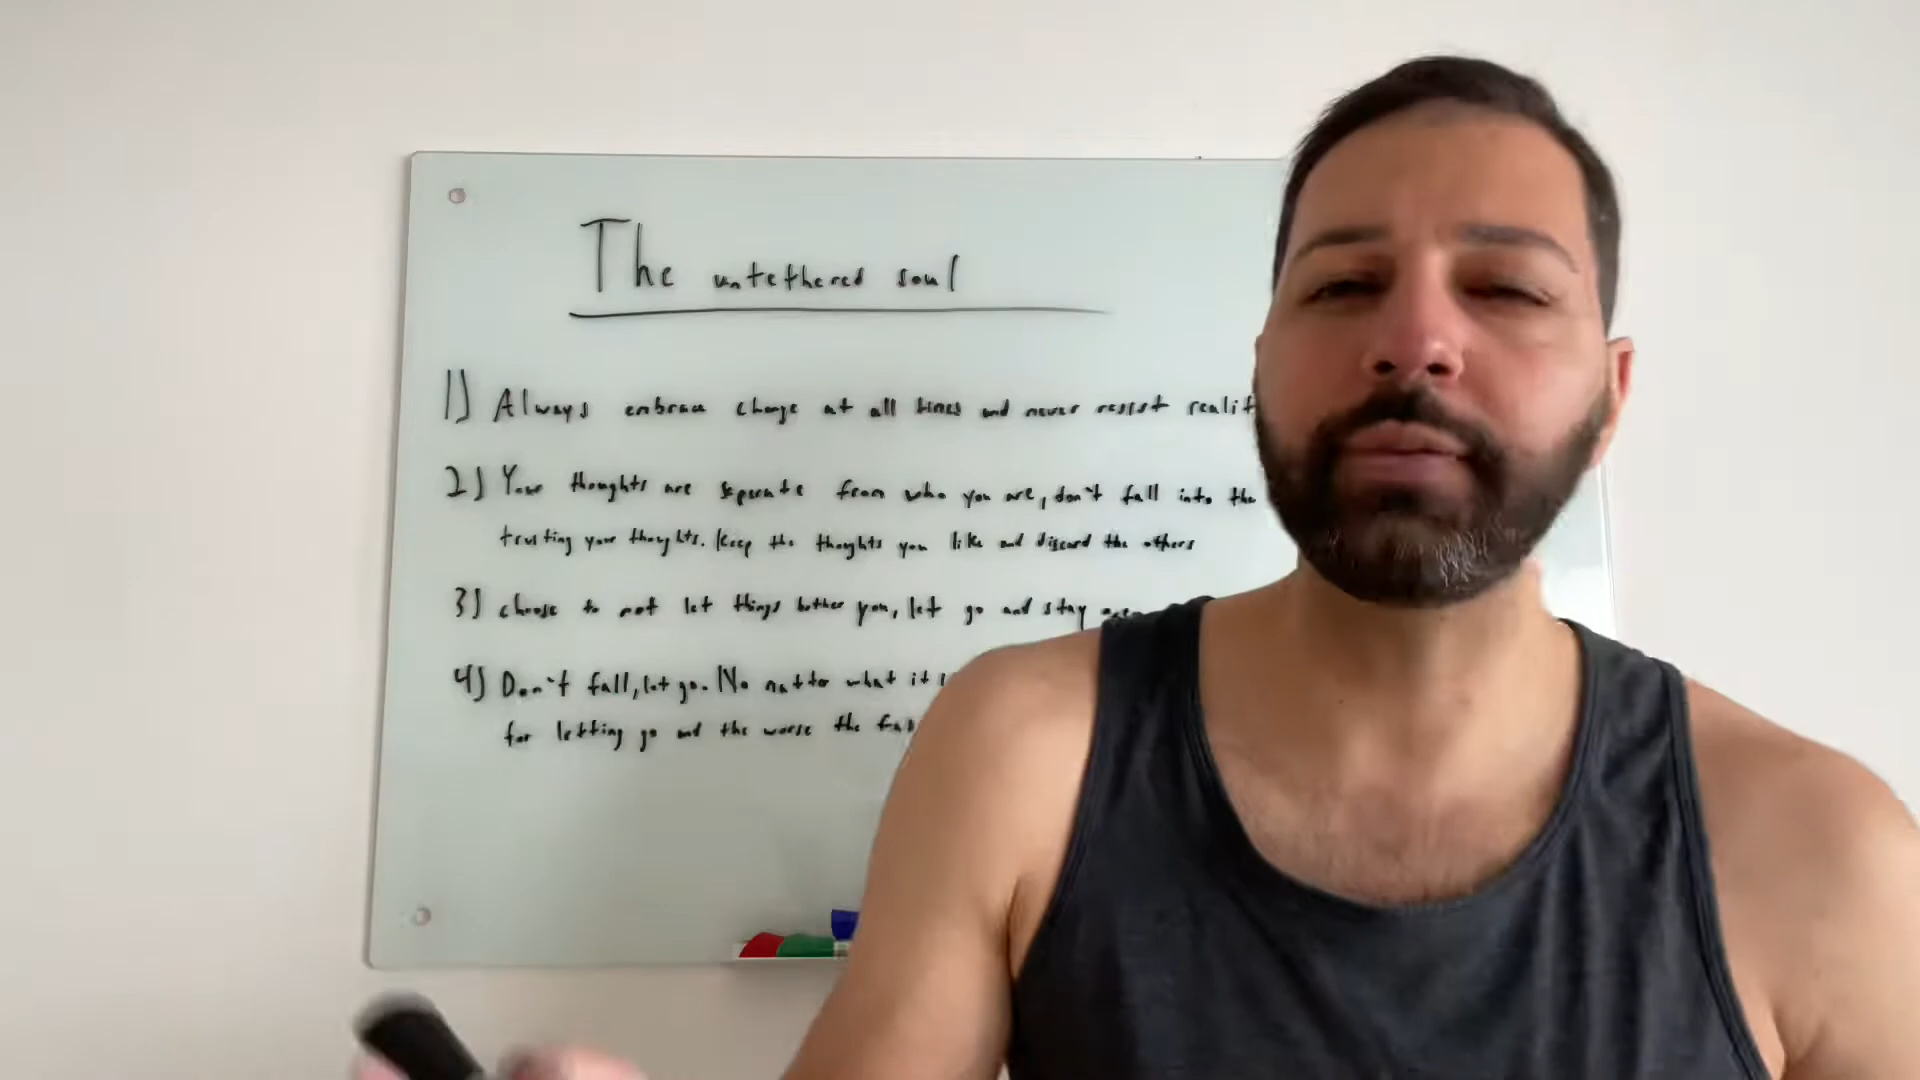 The untethered soul
1) Always embrace change at all times and never resist realit
2) Your thoughts are seperate from who you are, don't fall into the
trusting your thoughts. Keep the thoughts you like and discard the others
3) choose to not let things bother you, let go and stay
4) Don't fall, let go. No matter what it
for letting go and the worse the